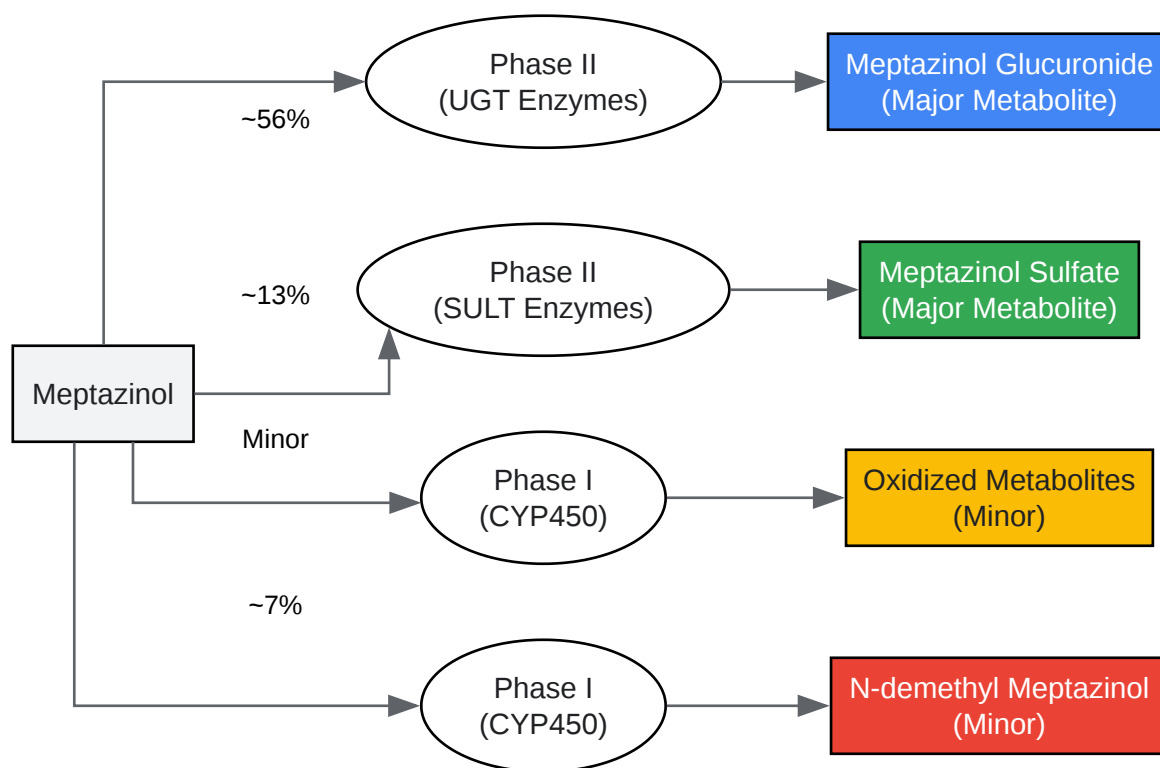 Phase II
(UGT Enzymes)
Meptazinol Glucuronide
(Major Metabolite)
~56%
Phase II
(SULT Enzymes)
Meptazinol Sulfate
(Major Metabolite)
~13%
Meptazinol
Minor
Phase I
(CYP450)
Oxidized Metabolites
(Minor)
~7%
Phase I
(CYP450)
N-demethyl Meptazinol
(Minor)